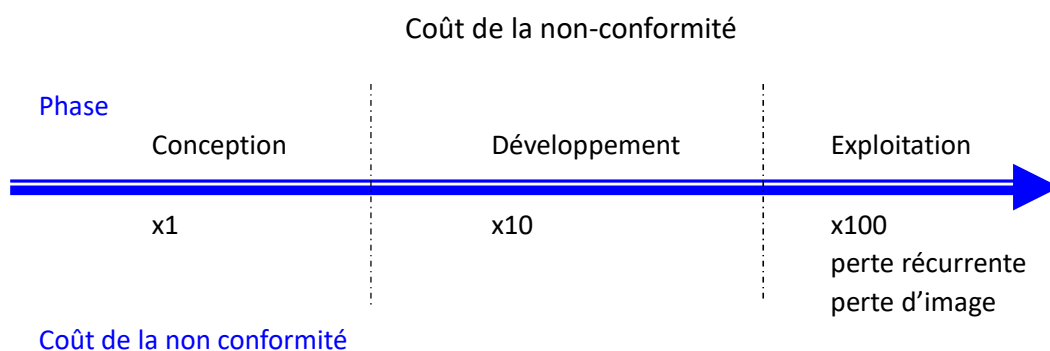 Coût de la non-conformité
Phase
Conception
Développement
Exploitation
x1
x10
x100
perte récurrente
perte d’image
Coût de la non conformité